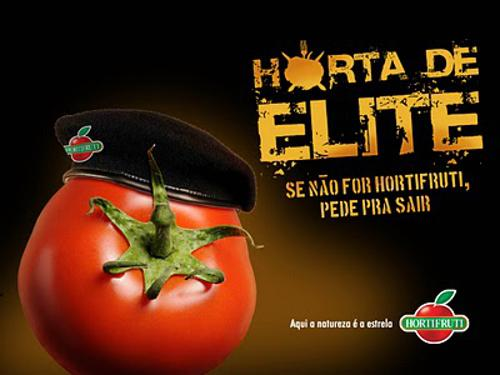 HORTA DE
ELITE
SE NÃO FOR HORTIFRUTI,
PEDE PRA SAIR
HORTIFRUTI
Aqui a natureza é a estrela
HORTIFRUTI